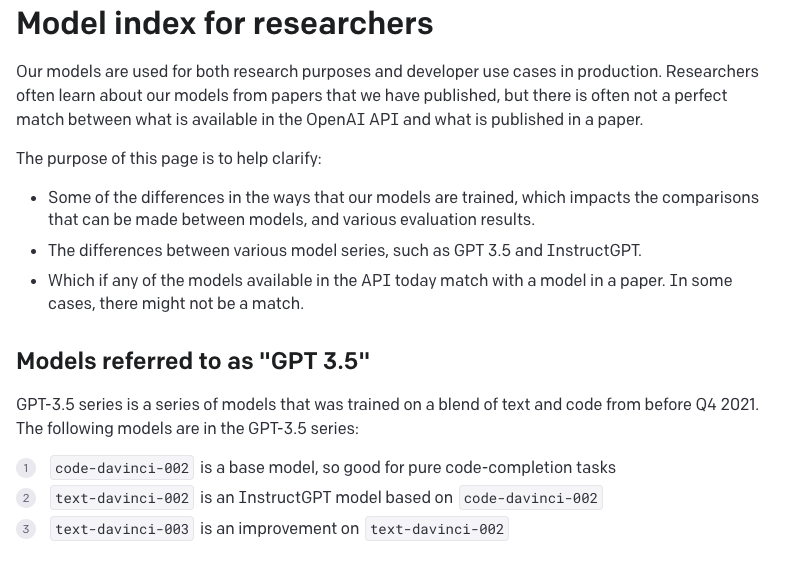 Model index for researchers
Our models are used for both research purposes and developer use cases in production. Researchers
often learn about our models from papers that we have published, but there is often not a perfect
match between what is available in the OpenAI API and what is published in a paper.
The purpose of this page is to help clarify:
• Some of the differences in the ways that our models are trained, which impacts the comparisons
that can be made between models, and various evaluation results.
• The differences between various model series, such as GPT 3.5 and InstructGPT.
• Which if any of the models available in the API today match with a model in a paper. In some
cases, there might not be a match.
Models referred to as "GPT 3.5"
GPT-3.5 series is a series of models that was trained on a blend of text and code from before Q4 2021.
The following models are in the GPT-3.5 series:
1 code-davinci-002 is a base model, so good for pure code-completion tasks
2 text-davinci-002 is an InstructGPT model based on code-davinci-002
3 text-davinci-003 is an improvement on text-davinci-002